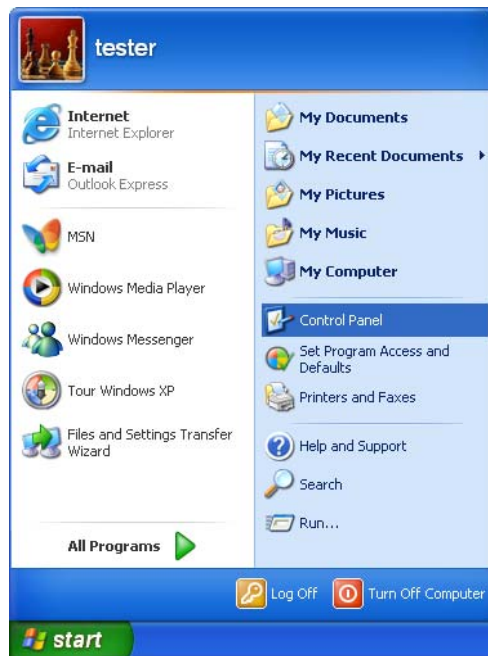 tester
Internet
Internet Explorer
E-mail
Outlook Express
MSN
Windows Media Player
Windows Messenger
Tour Windows XP
Files and Settings Transfer
Wizard
All Programs
My Documents
My Recent Documents
My Pictures
My Music
My Computer
Control Panel
Set Program Access and
Defaults
Printers and Faxes
Help and Support
Search
Run...
Log Off
Turn Off Computer
start